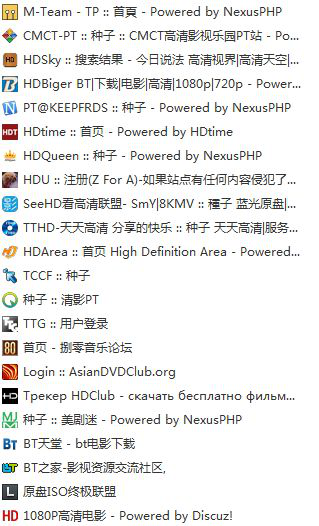 M-Team - TP :: 首頁 - Powered by NexusPHP
CMCT-PT :: 种子 :: CMCT高清影视乐园PT站 - Po...
HDSky :: 搜索结果 - 今日说法 高清视界|高清天空|...
HDBiger BT|下载|电影|高清|1080p|720p - Power...
PT@KEEPFRDS :: 种子 - Powered by NexusPHP
HDtime :: 首页 - Powered by HDtime
HDQueen :: 种子 - Powered by NexusPHP
HDU :: 注册(Z For A)-如果站点有任何内容侵犯了...
SeeHD看高清联盟- SmY|8KMV :: 種子 蓝光原盘|...
TTHD-天天高清 分享的快乐 :: 种子 天天高清|服务...
HDArea :: 首页 High Definition Area - Powered...
TCCF :: 种子
种子 :: 清影PT
TTG :: 用户登录
80 首页 - 捌零音乐论坛
Login :: AsianDVDClub.org
HD Трекер HDClub - скачать бесплатно фильм...
种子 :: 美剧迷 - Powered by NexusPHP
BT BT天堂 - bt电影下载
BT BT之家-影视资源交流社区,
L 原盘ISO终极联盟
HD 1080P高清电影 - Powered by Discuz!